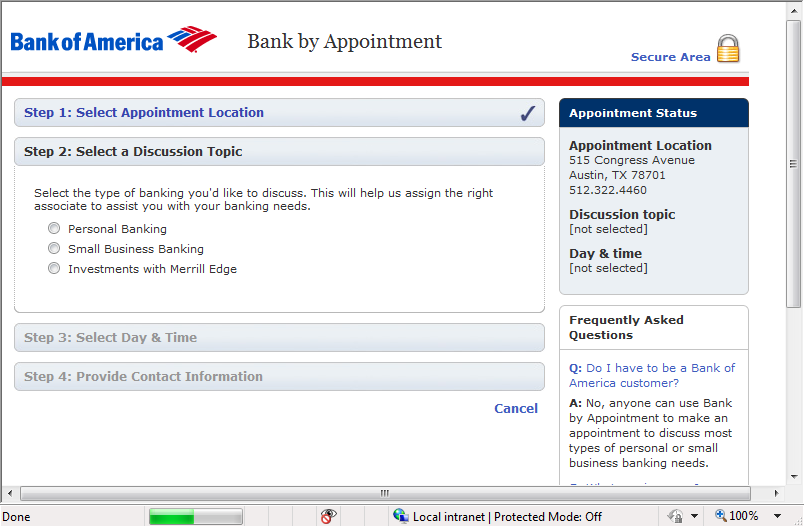 Bank of America
Bank by Appointment
Secure Area
Step 1: Select Appointment Location
Step 2: Select a Discussion Topic
Select the type of banking you'd like to discuss. This will help us assign the right
associate to assist you with your banking needs.
Personal Banking
Small Business Banking
Investments with Merrill Edge
Step 3: Select Day & Time
Step 4: Provide Contact Information
Cancel
Appointment Status
Appointment Location
515 Congress Avenue
Austin, TX 78701
512.322.4460
Discussion topic
[not selected]
Day & time
[not selected]
Frequently Asked
Questions
Q: Do I have to be a Bank of
America customer?
A: No, anyone can use Bank
by Appointment to make an
appointment to discuss most
types of personal or small
business banking needs.
Done
Local intranet | Protected Mode: Off
100%